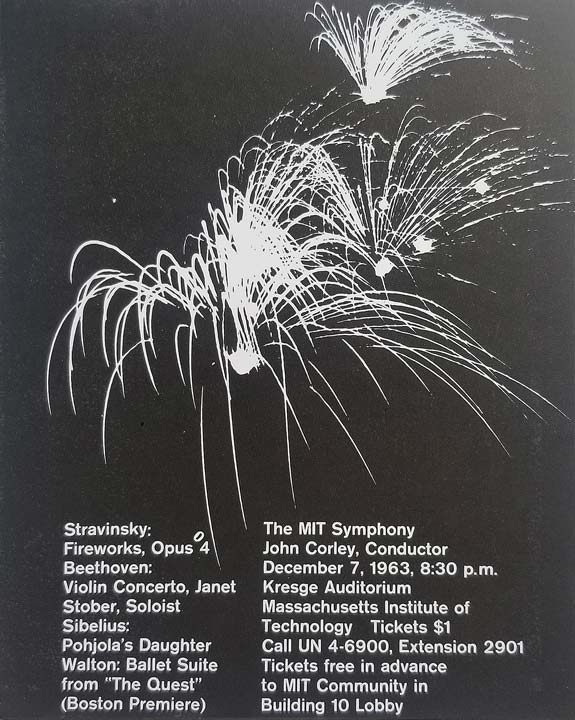 Stravinsky:
Fireworks, Opus 4
Beethoven:
Violin Concerto, Janet
Stober, Soloist
Sibelius:
Pohjola's Daughter
Walton: Ballet Suite
from "The Quest"
(Boston Premiere)
The MIT Symphony
John Corley, Conductor
December 7, 1963, 8:30 p.m.
Kresge Auditorium
Massachusetts Institute of
Technology Tickets $1
Call UN 4-6900, Extension 2901
Tickets free in advance
to MIT Community in
Building 10 Lobby